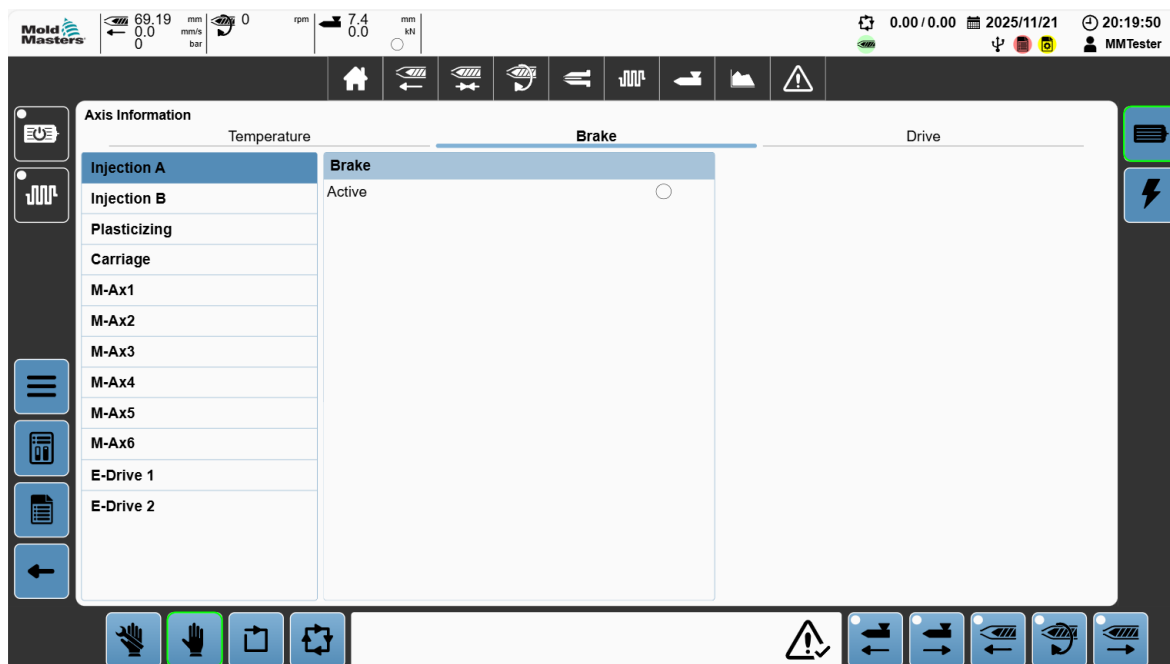 Mold
Masters
69.19 mm
0.0 mm/s
0 bar
0 rpm
7.4 mm
0.0 kN
0.00 / 0.00
2025/11/21
20:19:50
MMTester
Axis Information
Temperature
Brake
Drive
Injection A
Injection B
Plasticizing
Carriage
M-Ax1
M-Ax2
M-Ax3
M-Ax4
M-Ax5
M-Ax6
E-Drive 1
E-Drive 2
Brake
Active